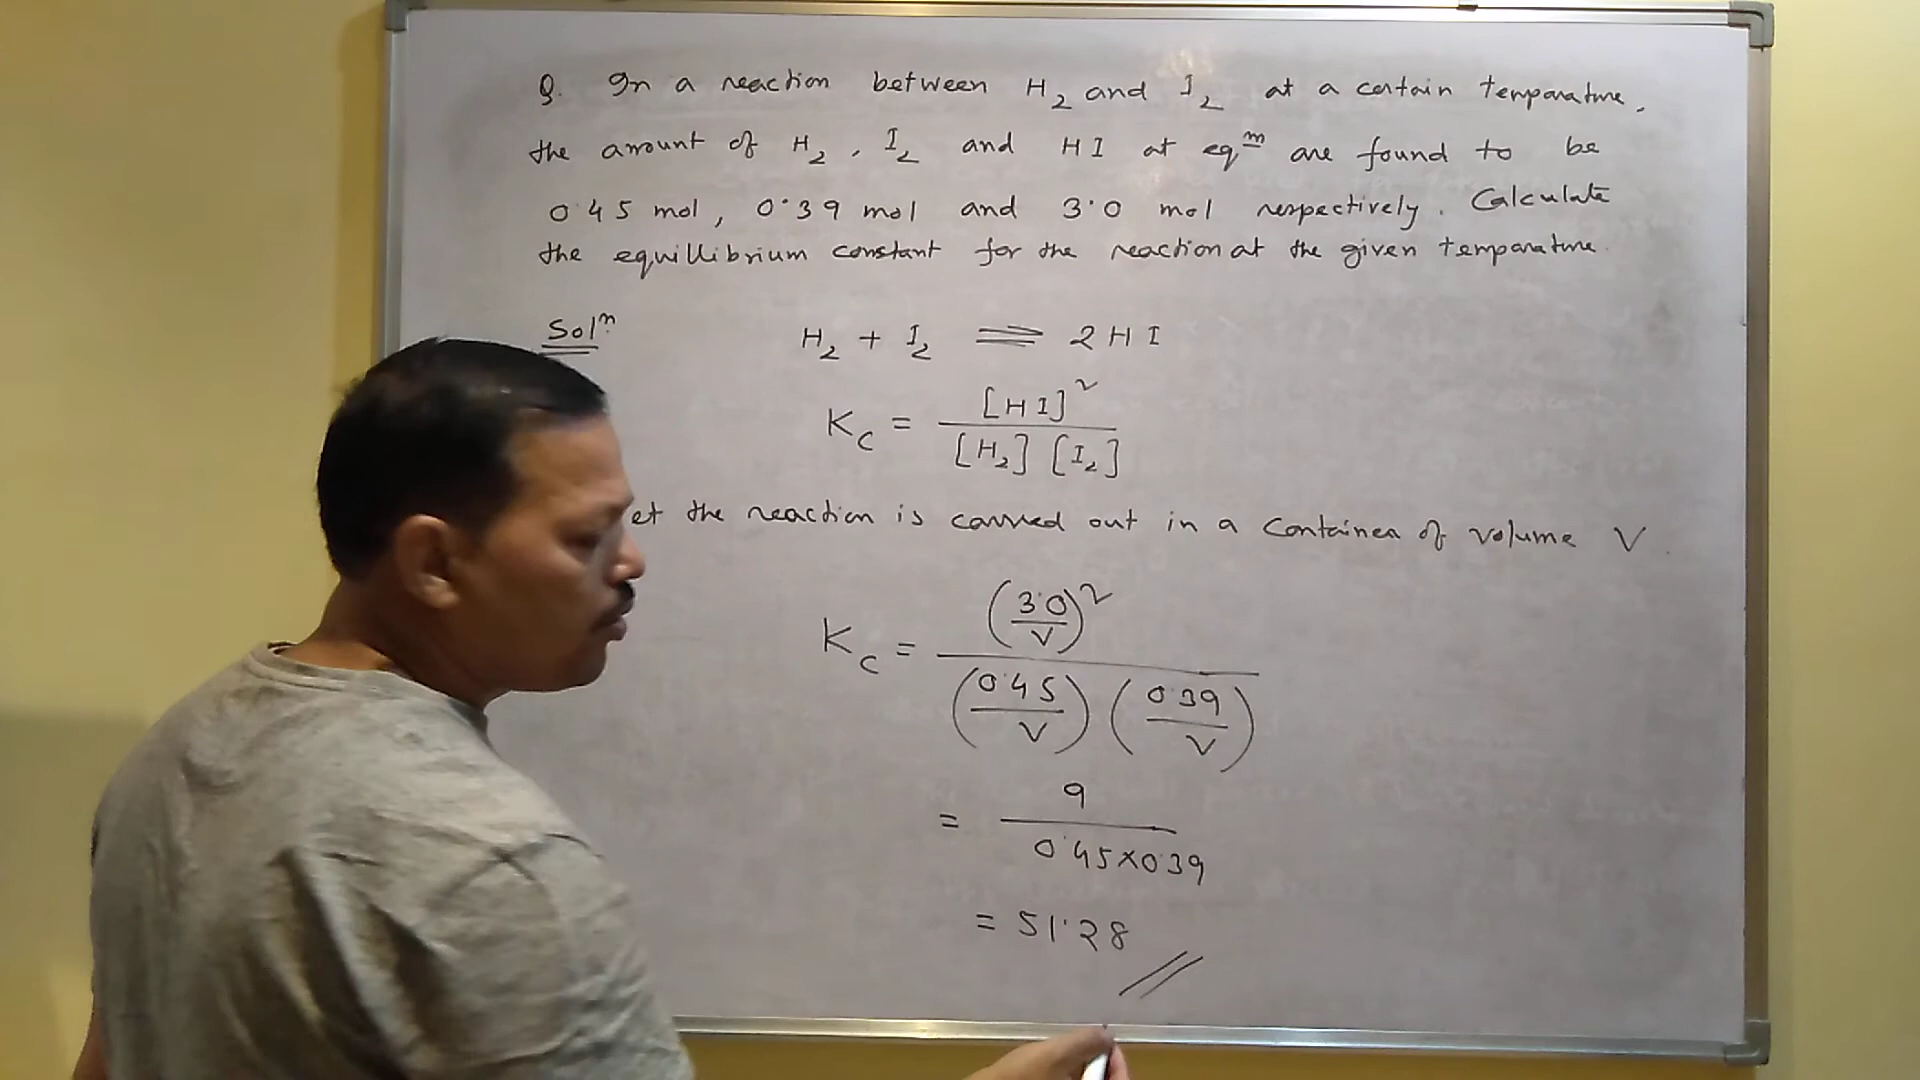 Q. In a reaction between H₂ and I₂ at a certain temperature,
the amount of H₂, I₂ and HI at eqᵐ are found to be
0.45 mol, 0.39 mol and 3.0 mol respectively. Calculate
the equillibrium constant for the reaction at the given temperature.
Solⁿ. H₂ + I₂ ⇌ 2HI
K_C = [HI]² / [H₂] [I₂]
et the reaction is carried out in a container of volume V.
K_C = (3.0/V)² / (0.45/V) (0.39/V)
= 9 / 0.45×0.39
= 51.28 //